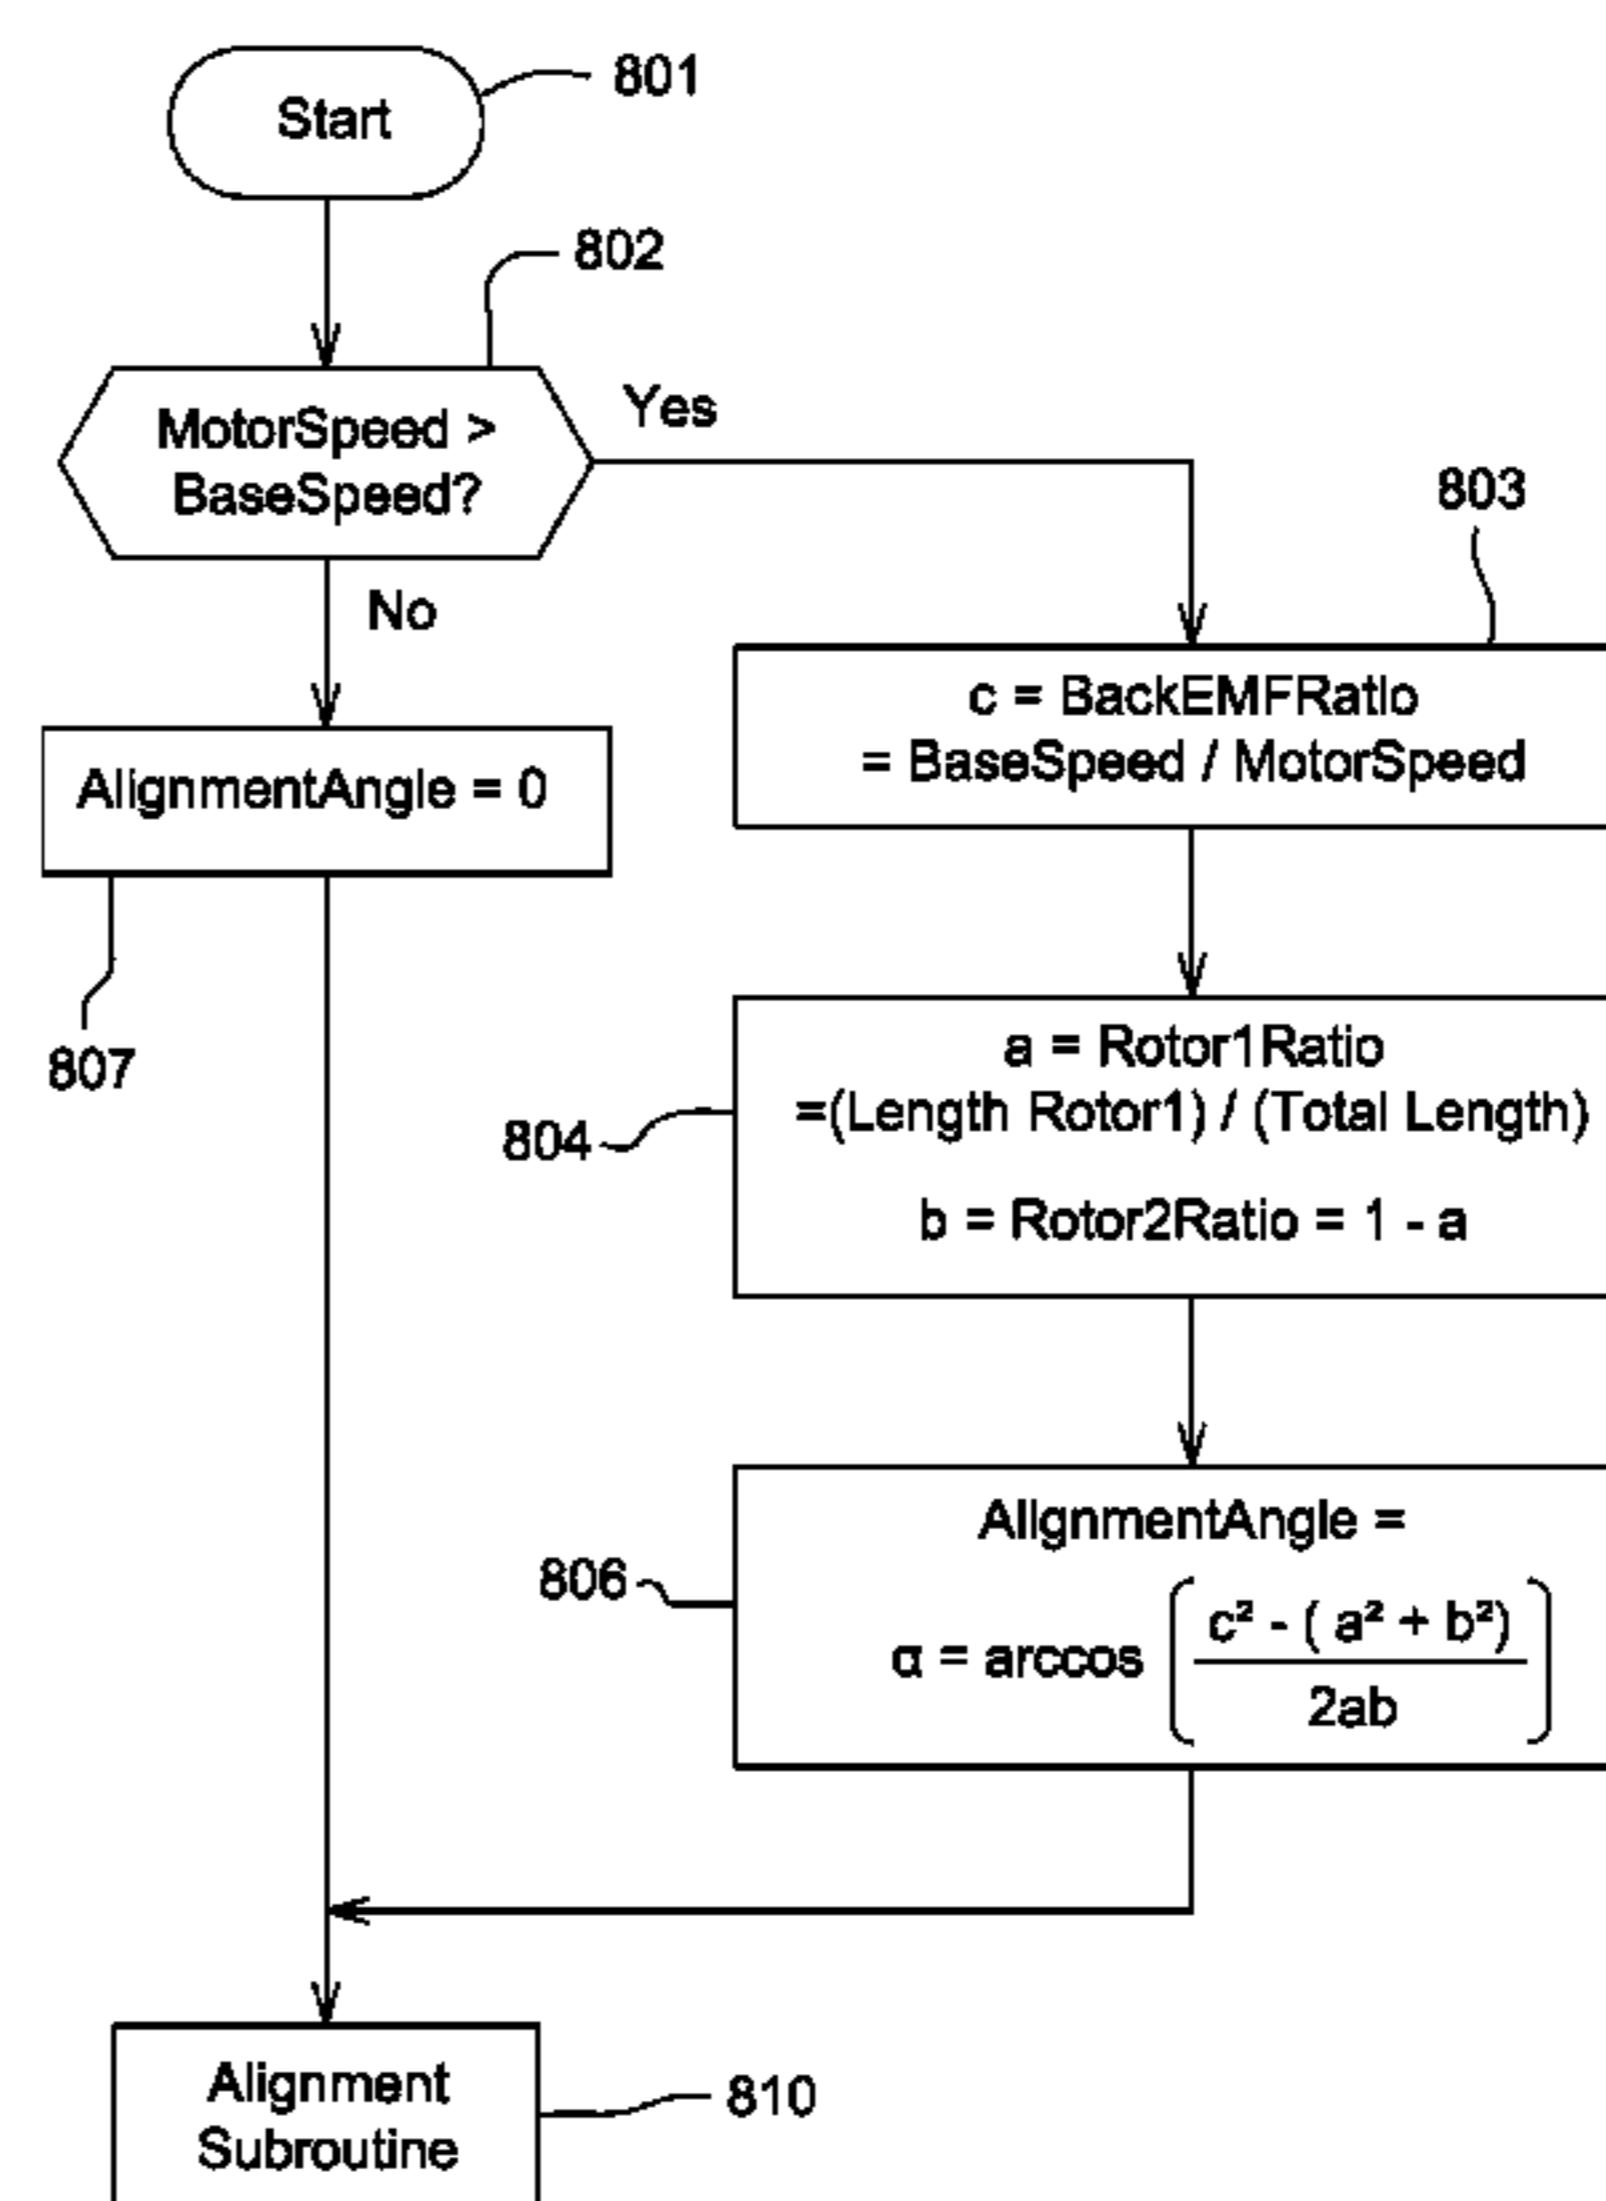 Start
801
802
MotorSpeed >
BaseSpeed?
Yes
No
803
c = BackEMFRatio
= BaseSpeed / MotorSpeed
AlignmentAngle = 0
807
a = Rotor1Ratio
=(Length Rotor1) / (Total Length)
b = Rotor2Ratio = 1 - a
804
AlignmentAngle =
α = arccos ( c² - ( a² + b²) / 2ab )
806
Alignment
Subroutine
810